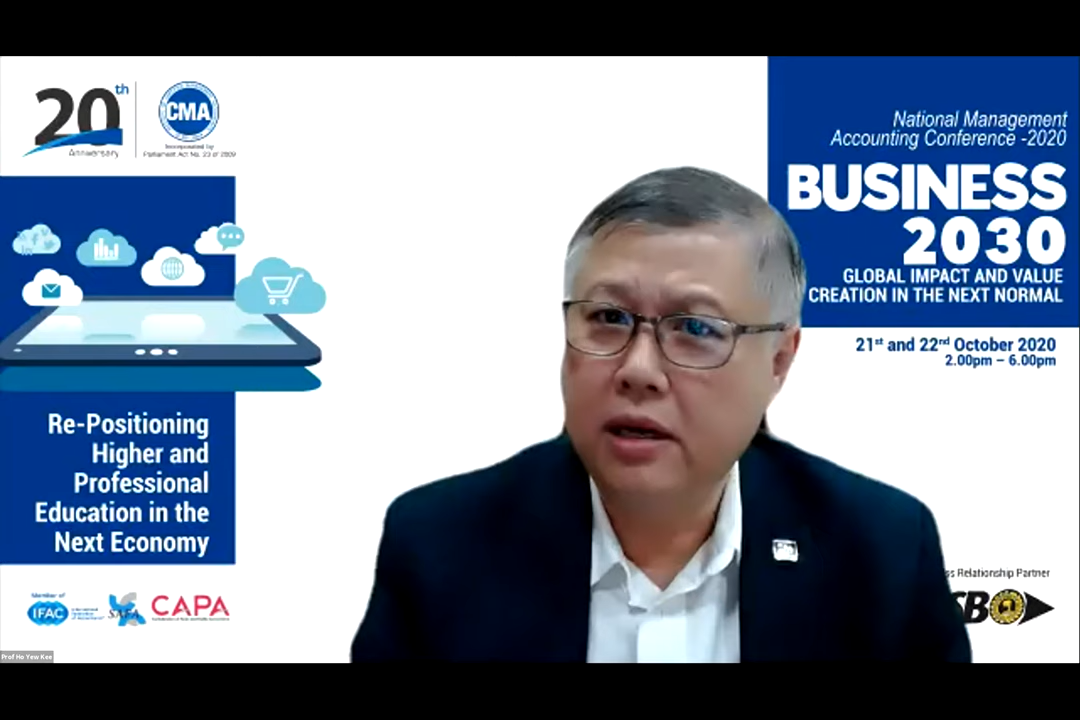 20th
Anniversary
CMA
Incorporated by
Parliament Act No. 23 of 2009
National Management
Accounting Conference -2020
BUSINESS
2030
GLOBAL IMPACT AND VALUE
CREATION IN THE NEXT NORMAL
21st and 22nd October 2020
2.00pm – 6.00pm
Re-Positioning
Higher and
Professional
Education in the
Next Economy
Member of
IFAC
SAFA
CAPA
Relationship Partner
Prof Ho Yew Kee